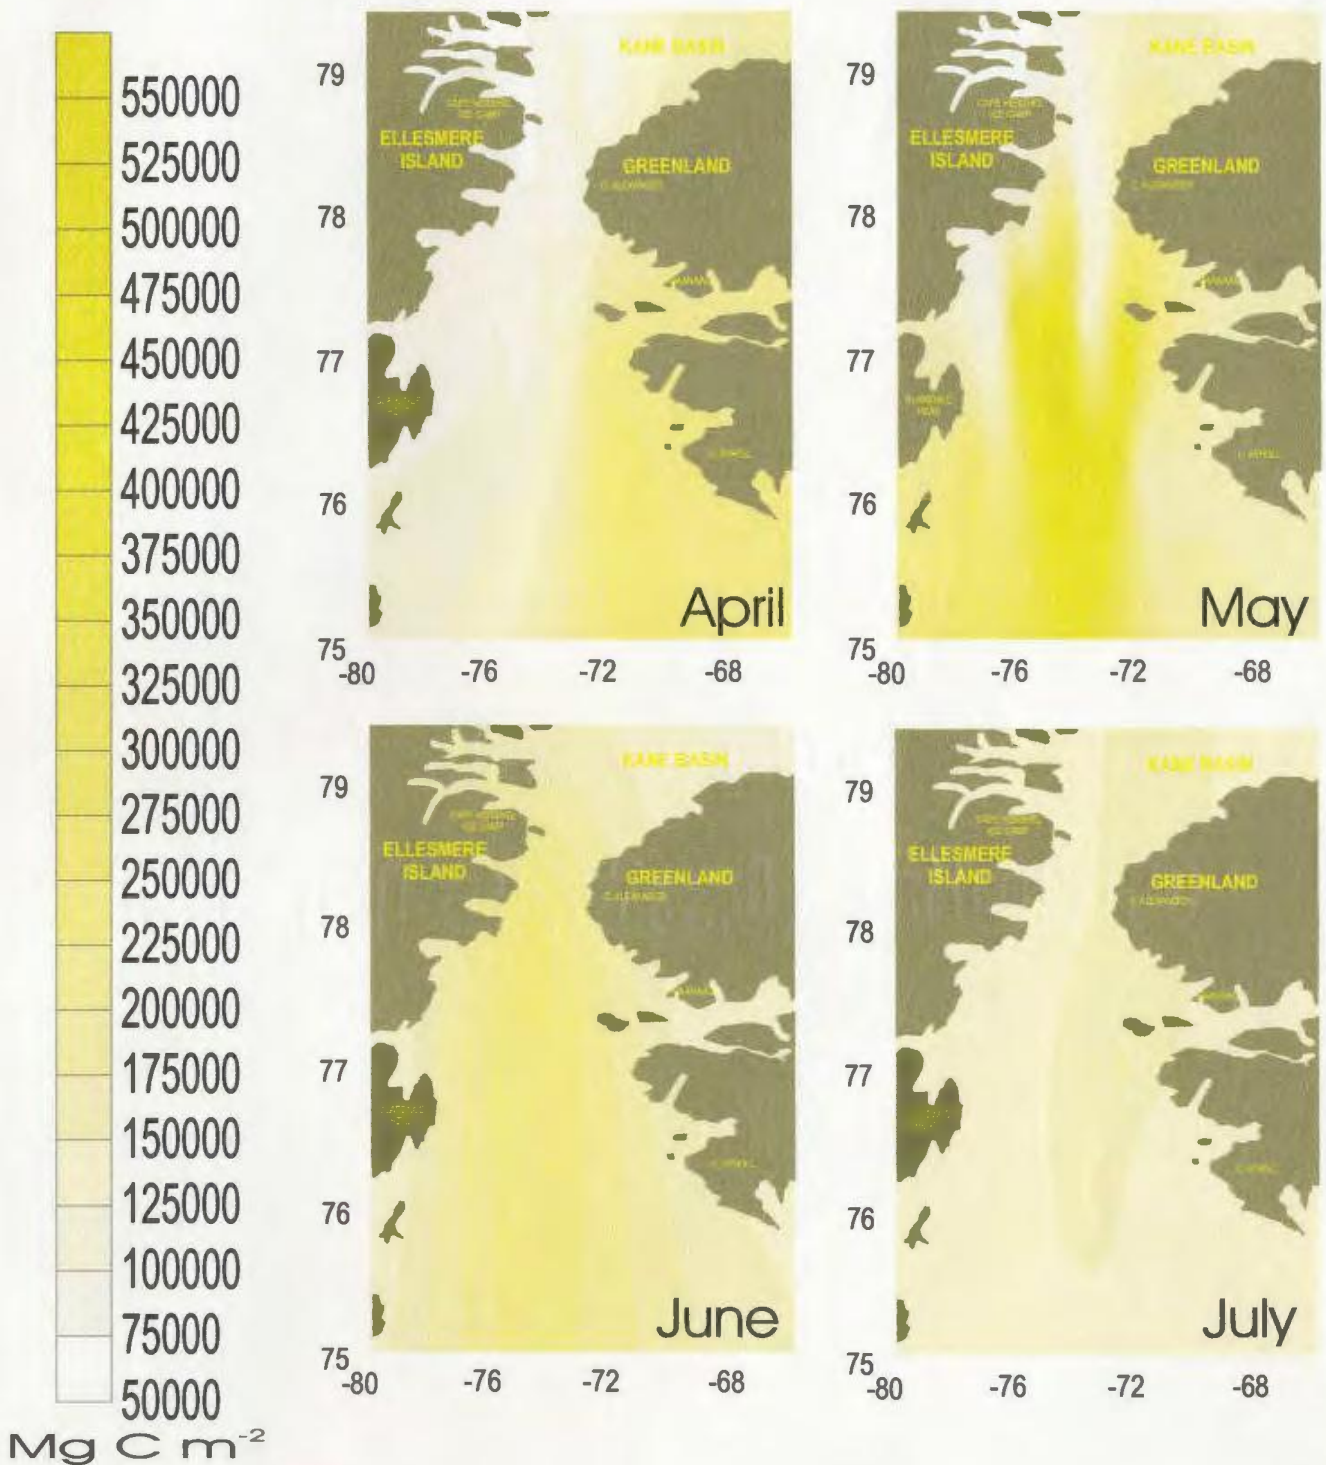 550000
525000
500000
475000
450000
425000
400000
375000
350000
325000
300000
275000
250000
225000
200000
175000
150000
125000
100000
75000
50000
Mg C m⁻²
KANE BASIN
79
ELLESMERE
ISLAND
GREENLAND
78
77
76
75
April
-80
-76
-72
-68
KANE BASIN
79
ELLESMERE
ISLAND
GREENLAND
78
77
76
75
May
-80
-76
-72
-68
KANE BASIN
79
ELLESMERE
ISLAND
GREENLAND
78
77
76
75
June
-80
-76
-72
-68
KANE BASIN
79
ELLESMERE
ISLAND
GREENLAND
78
77
76
75
July
-80
-76
-72
-68